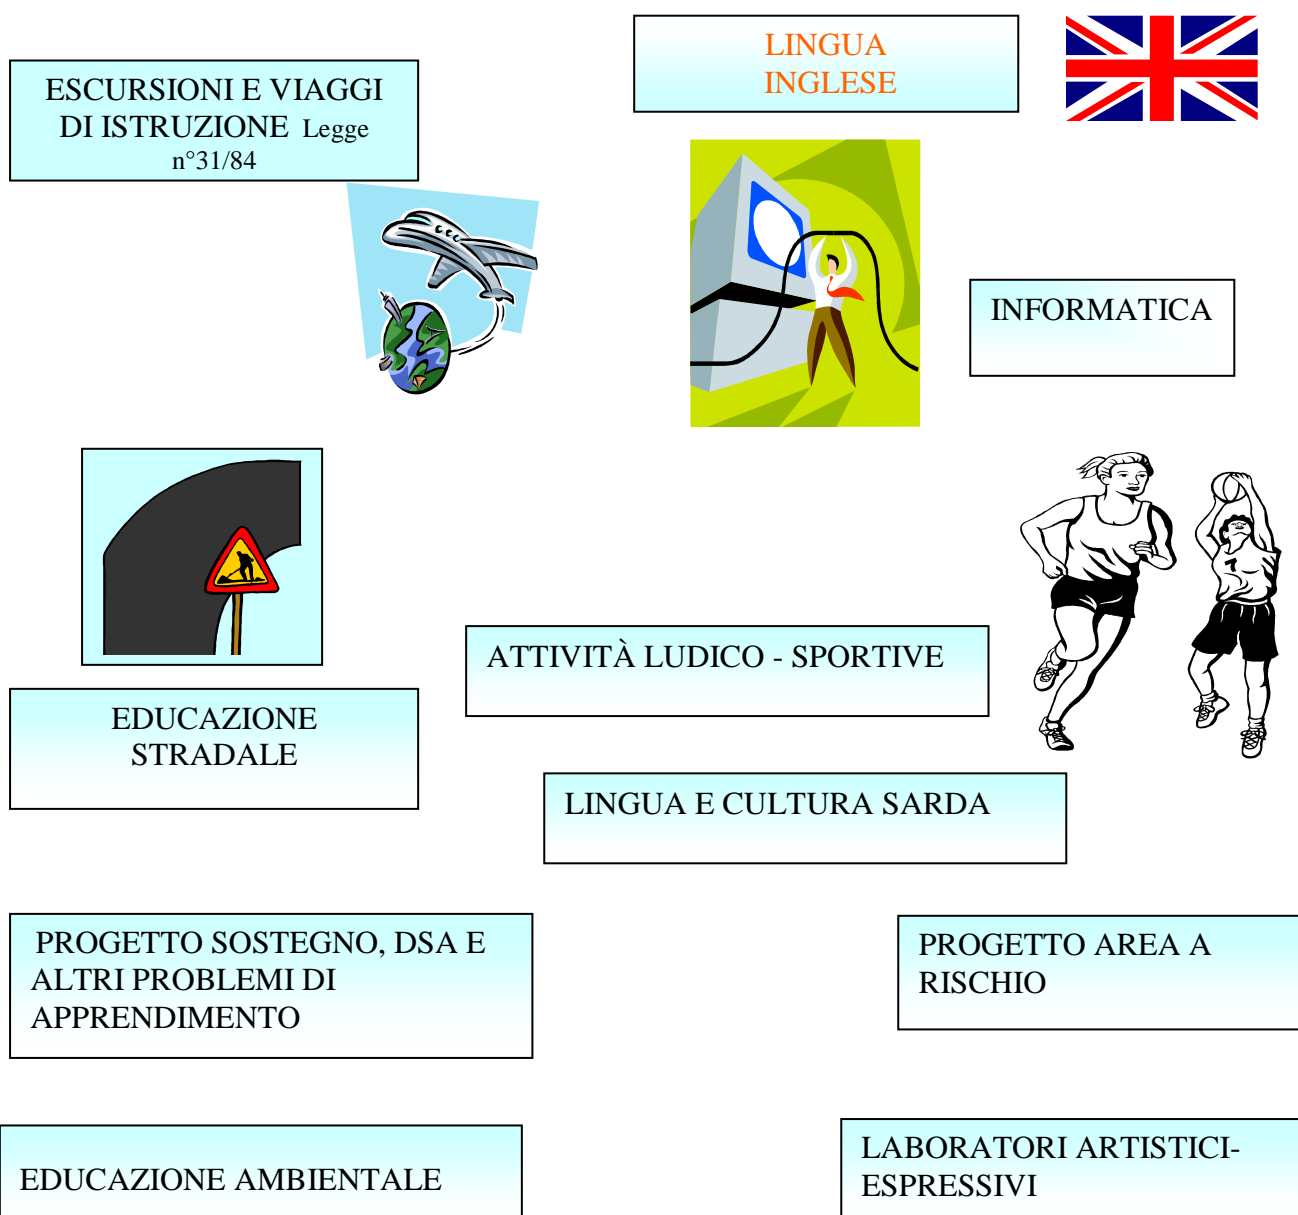 LINGUA
INGLESE
ESCURSIONI E VIAGGI
DI ISTRUZIONE Legge
n°31/84
INFORMATICA
ATTIVITÀ LUDICO - SPORTIVE
EDUCAZIONE
STRADALE
LINGUA E CULTURA SARDA
PROGETTO SOSTEGNO, DSA E
ALTRI PROBLEMI DI
APPRENDIMENTO
PROGETTO AREA A
RISCHIO
EDUCAZIONE AMBIENTALE
LABORATORI ARTISTICI-
ESPRESSIVI